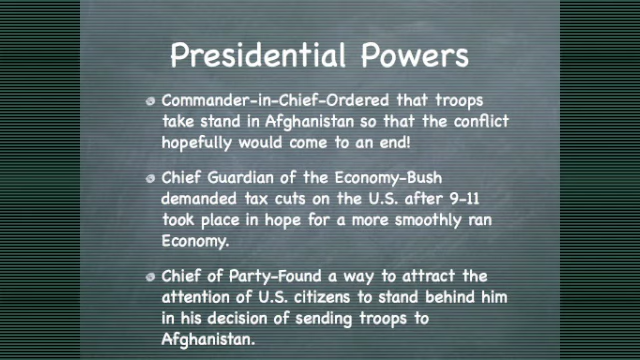 Presidential Powers
Commander-in-Chief-Ordered that troops
take stand in Afghanistan so that the conflict
hopefully would come to an end!
Chief Guardian of the Economy-Bush
demanded tax cuts on the U.S. after 9-11
took place in hope for a more smoothly ran
Economy.
Chief of Party-Found a way to attract the
attention of U.S. citizens to stand behind him
in his decision of sending troops to
Afghanistan.